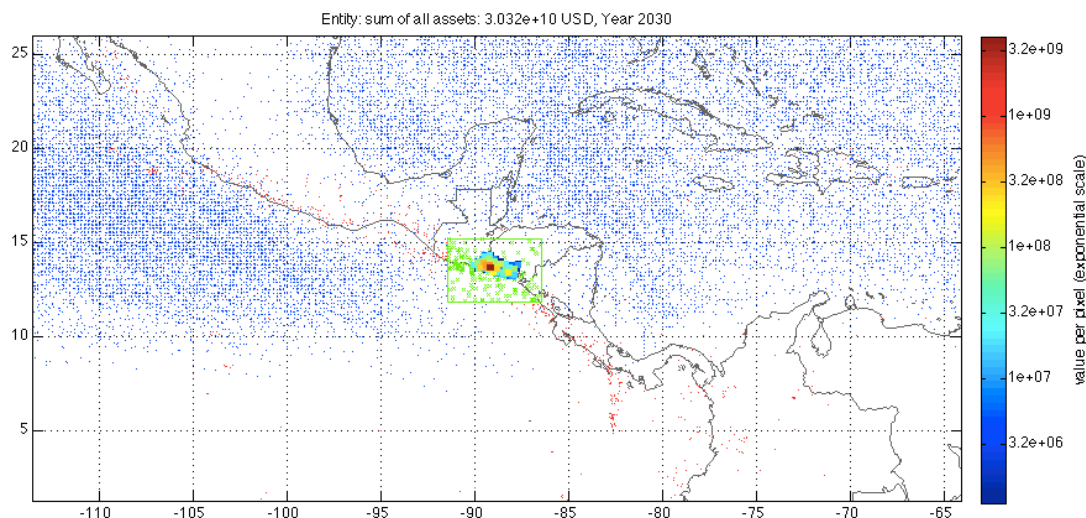 Entity: sum of all assets: 3.032e+10 USD, Year 2030
25
20
15
10
5
-110
-105
-100
-95
-90
-85
-80
-75
-70
-65
3.2e+09
1e+09
3.2e+08
1e+08
3.2e+07
1e+07
3.2e+06
value per pixel (exponential scale)